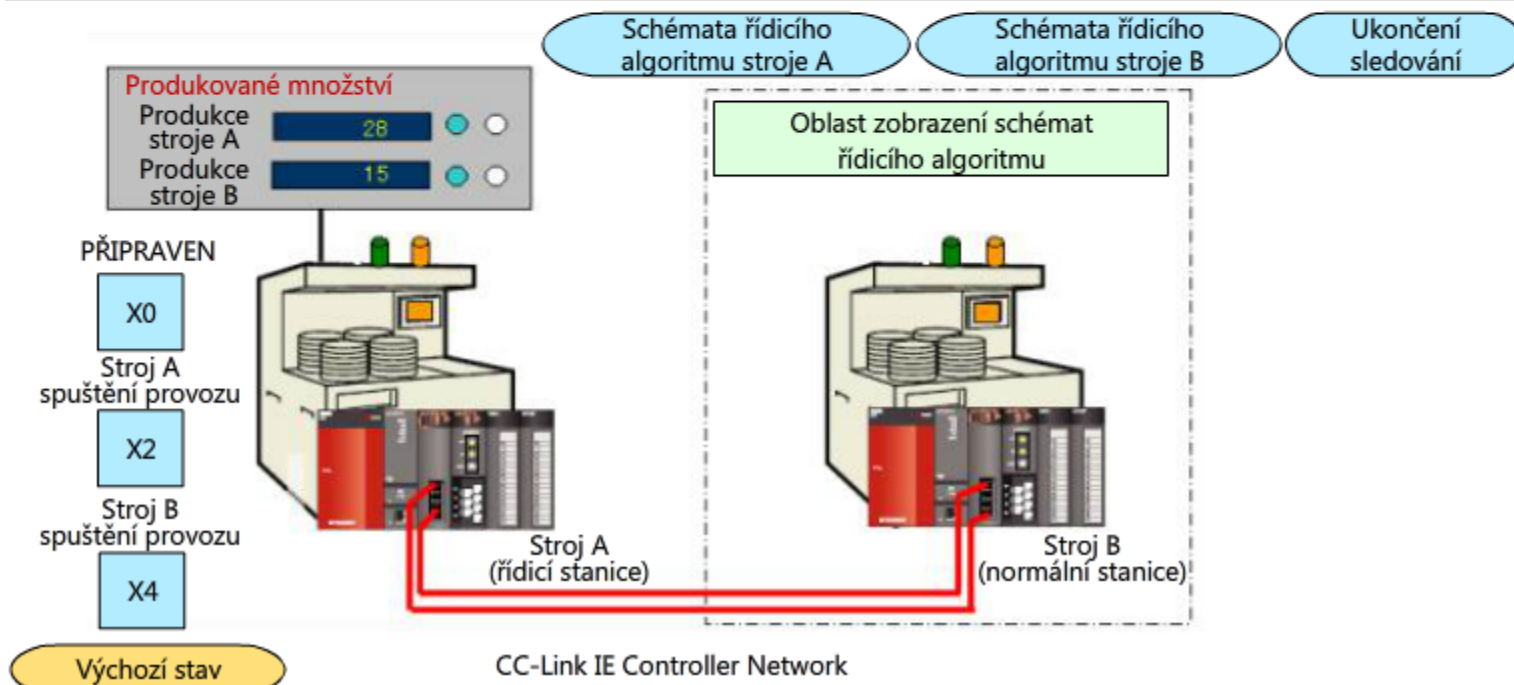 Schémata řídicího
algoritmu stroje A
Schémata řídicího
algoritmu stroje B
Ukončení
sledování
Produkované množství
Produkce
stroje A
28
Produkce
stroje B
15
Oblast zobrazení schémat
řídicího algoritmu
PŘIPRAVEN
X0
Stroj A
spuštění provozu
X2
Stroj B
spuštění provozu
X4
Stroj A
(řídicí stanice)
Stroj B
(normální stanice)
Výchozí stav
CC-Link IE Controller Network